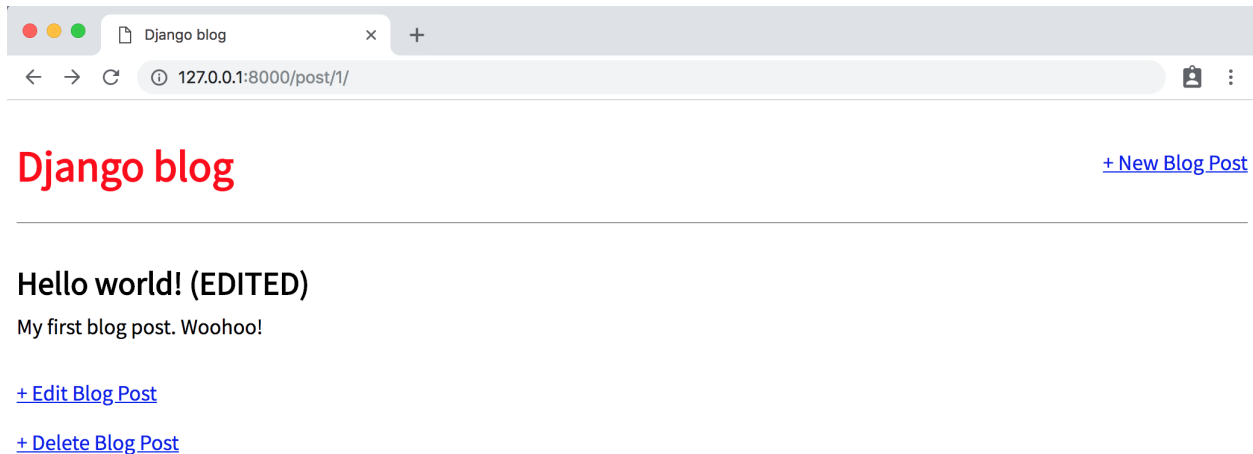 Django blog
127.0.0.1:8000/post/1/
Django blog
+ New Blog Post
Hello world! (EDITED)
My first blog post. Woohoo!
+ Edit Blog Post
+ Delete Blog Post